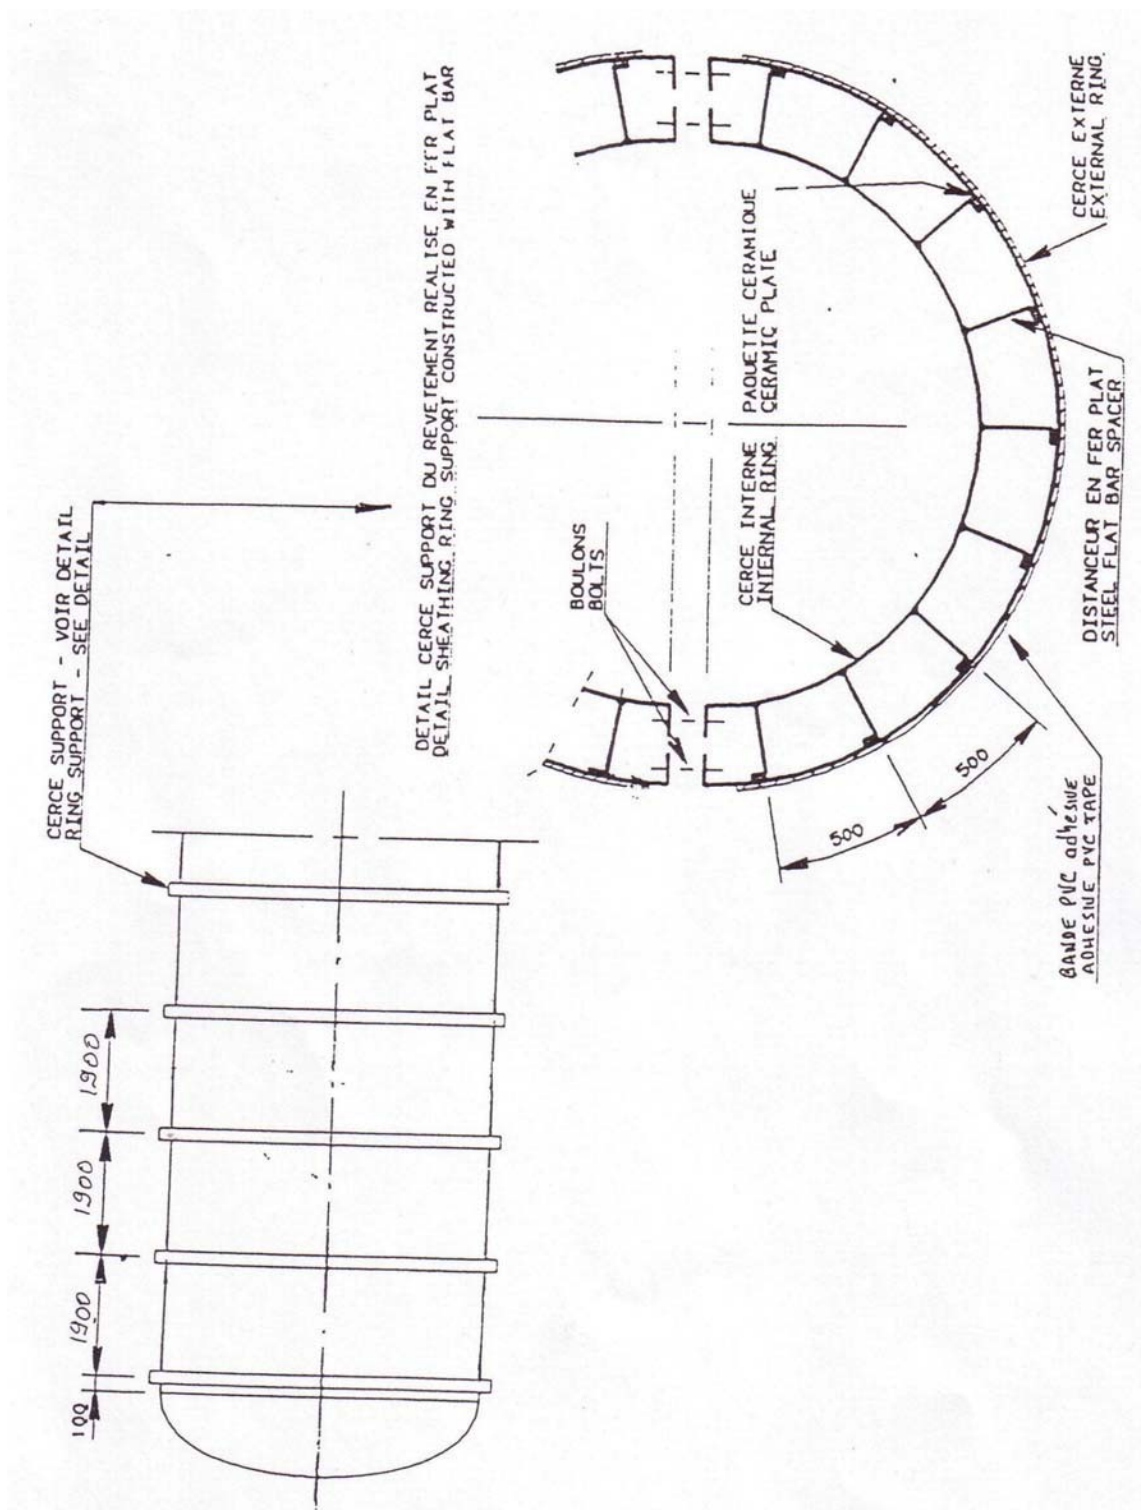 CERCE SUPPORT - VOIR DETAIL
RING SUPPORT - SEE DETAIL
DETAIL CERCE SUPPORT DU REVETEMENT REALISE EN FER PLAT
DETAIL SHEATHING RING SUPPORT CONSTRUCTED WITH FLAT BAR
BOULONS
BOLTS
CERCE INTERNE
INTERNAL RING
PAQUETTE CERAMIQUE
CERAMIC PLATE
CERCE EXTERNE
EXTERNAL RING
DISTANCEUR EN FER PLAT
STEEL FLAT BAR SPACER
BANDE PVC adhésive
ADHESIVE PVC TAPE
500
500
100
1900
1900
1900